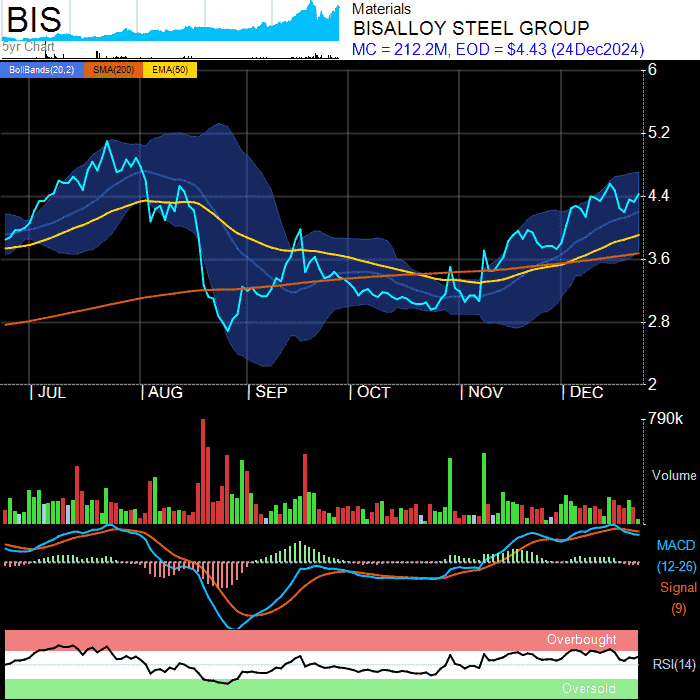 BIS
5yr Chart
Materials
BISALLOY STEEL GROUP
MC = 212.2M, EOD = $4.43 (24Dec2024)
BollBands(20,2) SMA(200) EMA(50)
6
5.2
4.4
3.6
2.8
2
JUL AUG SEP OCT NOV DEC
790k
Volume
MACD
(12-26)
Signal
(9)
Overbought
RSI(14)
Oversold